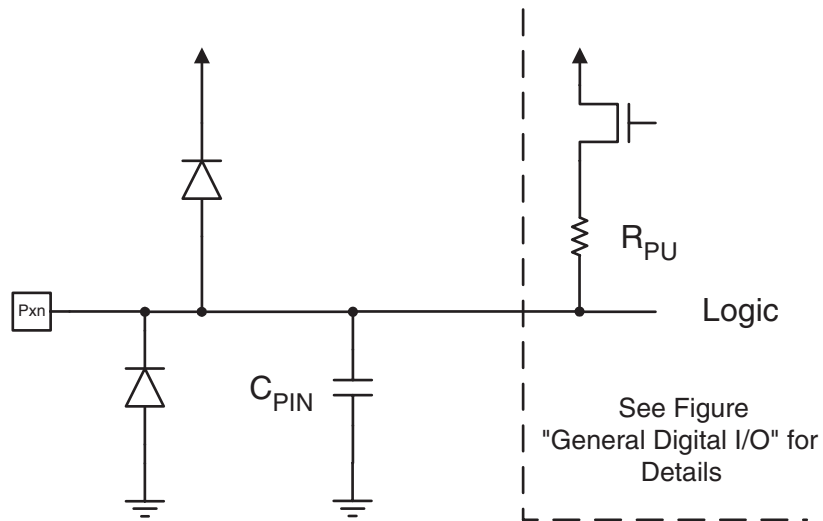 R_PU
Pxn
Logic
C_PIN
See Figure
"General Digital I/O" for
Details